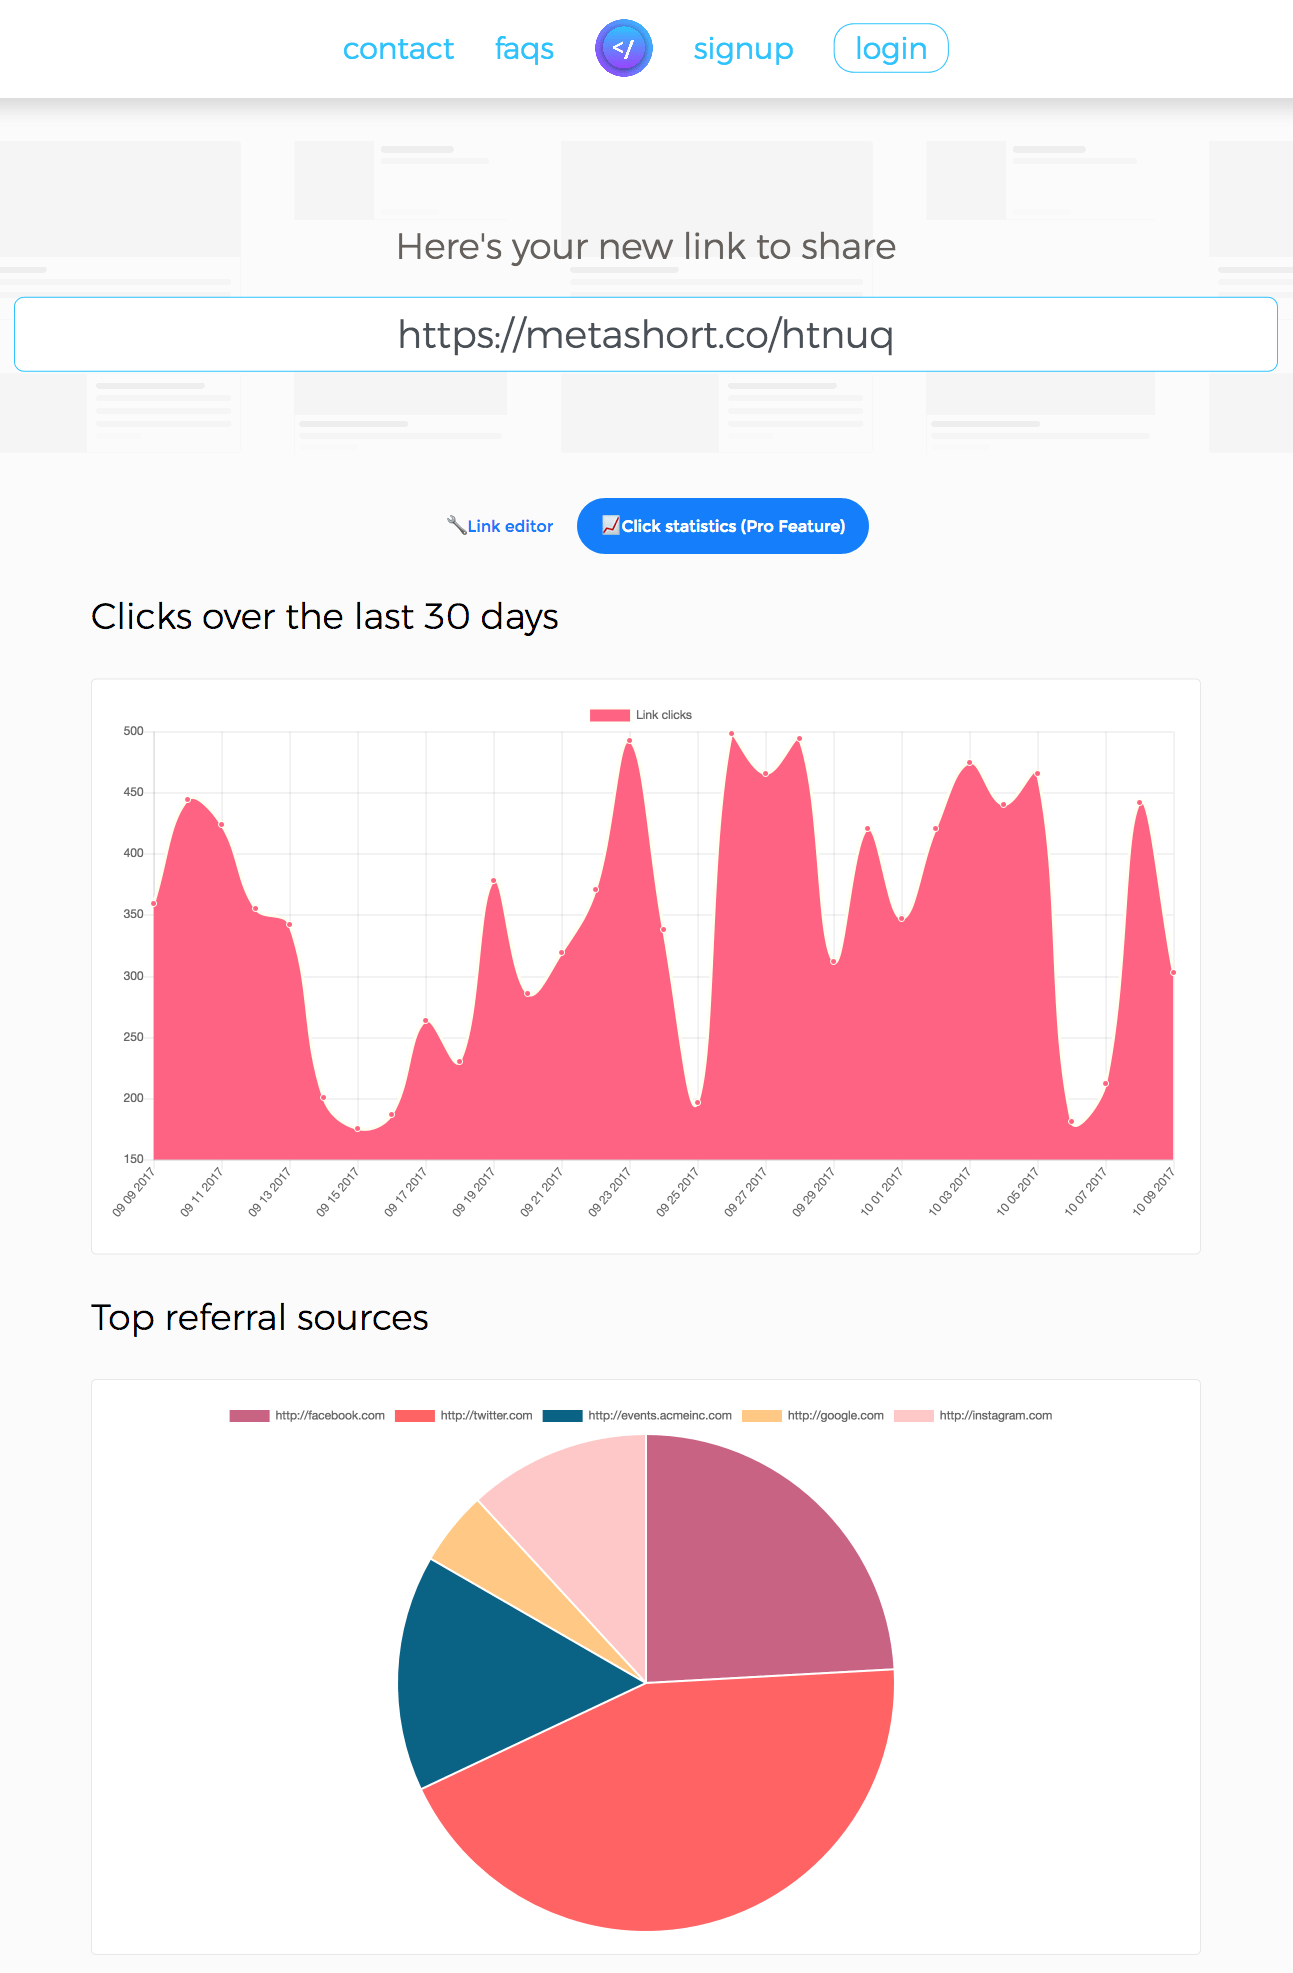 contact faqs </ signup login
Here's your new link to share
https://metashort.co/htnuq
Link editor
Click statistics (Pro Feature)
Clicks over the last 30 days
Link clicks
500
450
400
350
300
250
200
150
09 09 2017
09 11 2017
09 13 2017
09 15 2017
09 17 2017
09 19 2017
09 21 2017
09 23 2017
09 25 2017
09 27 2017
09 29 2017
10 01 2017
10 03 2017
10 05 2017
10 07 2017
10 09 2017
Top referral sources
http://facebook.com http://twitter.com http://events.acmeinc.com http://google.com http://instagram.com